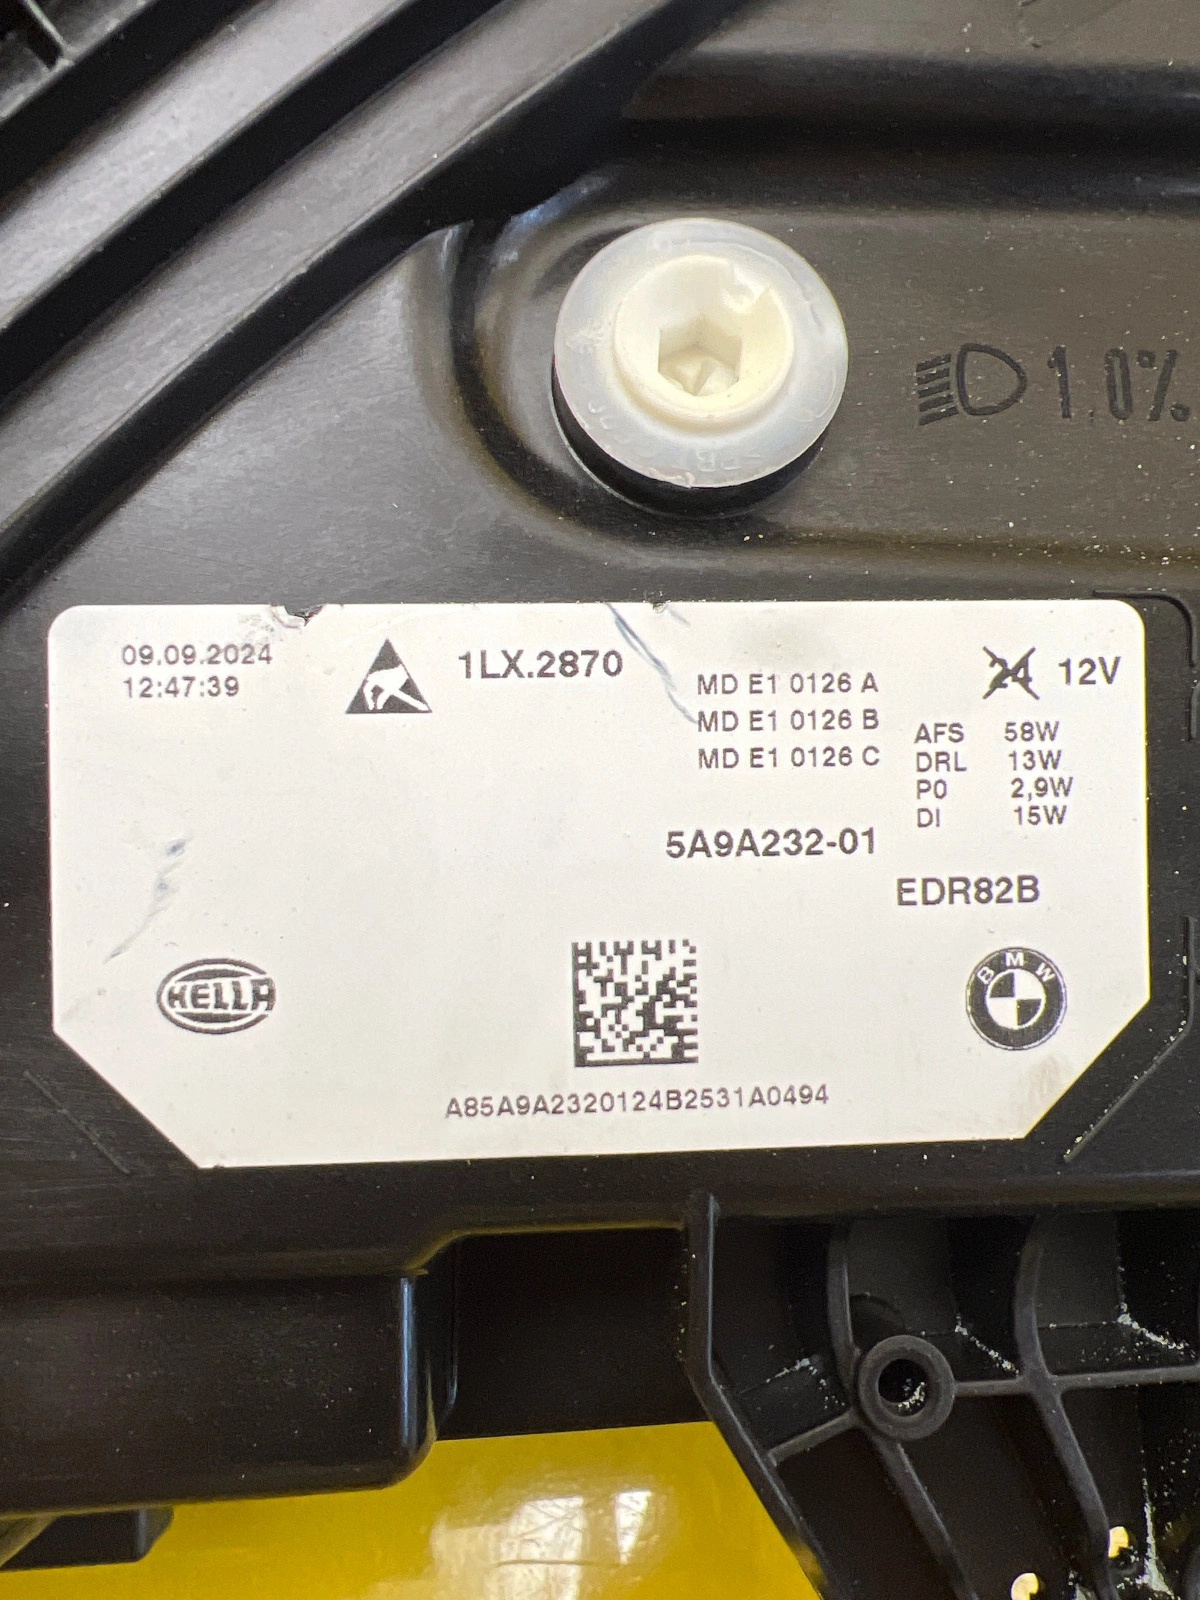 1.0%
09.09.2024
12:47:39
1LX.2870
MD E1 0126 A
MD E1 0126 B
MD E1 0126 C
24 12V
AFS 58W
DRL 13W
P0 2,9W
DI 15W
5A9A232-01
EDR82B
HELLA
BMW
A85A9A2320124B2531A0494